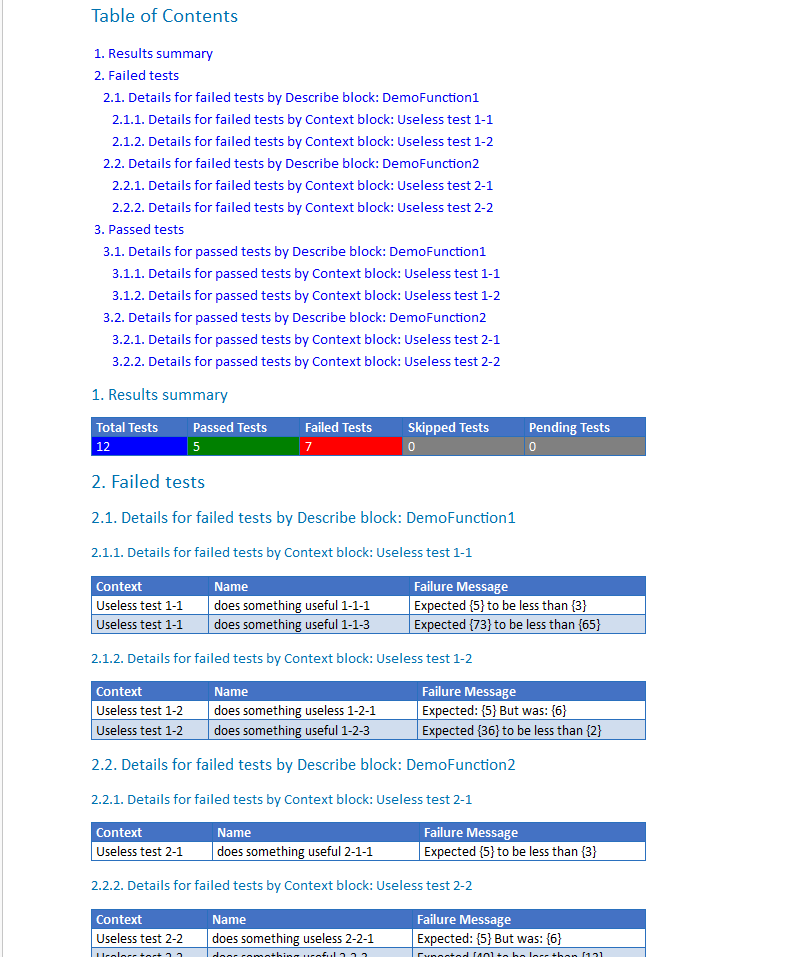 Table of Contents
1. Results summary
2. Failed tests
2.1. Details for failed tests by Describe block: DemoFunction1
2.1.1. Details for failed tests by Context block: Useless test 1-1
2.1.2. Details for failed tests by Context block: Useless test 1-2
2.2. Details for failed tests by Describe block: DemoFunction2
2.2.1. Details for failed tests by Context block: Useless test 2-1
2.2.2. Details for failed tests by Context block: Useless test 2-2
3. Passed tests
3.1. Details for passed tests by Describe block: DemoFunction1
3.1.1. Details for passed tests by Context block: Useless test 1-1
3.1.2. Details for passed tests by Context block: Useless test 1-2
3.2. Details for passed tests by Describe block: DemoFunction2
3.2.1. Details for passed tests by Context block: Useless test 2-1
3.2.2. Details for passed tests by Context block: Useless test 2-2
1. Results summary
Total Tests Passed Tests Failed Tests Skipped Tests Pending Tests
12 5 7 0 0
2. Failed tests
2.1. Details for failed tests by Describe block: DemoFunction1
2.1.1. Details for failed tests by Context block: Useless test 1-1
Context Name Failure Message
Useless test 1-1 does something useful 1-1-1 Expected {5} to be less than {3}
Useless test 1-1 does something useful 1-1-3 Expected {73} to be less than {65}
2.1.2. Details for failed tests by Context block: Useless test 1-2
Context Name Failure Message
Useless test 1-2 does something useless 1-2-1 Expected: {5} But was: {6}
Useless test 1-2 does something useful 1-2-3 Expected {36} to be less than {2}
2.2. Details for failed tests by Describe block: DemoFunction2
2.2.1. Details for failed tests by Context block: Useless test 2-1
Context Name Failure Message
Useless test 2-1 does something useful 2-1-1 Expected {5} to be less than {3}
2.2.2. Details for failed tests by Context block: Useless test 2-2
Context Name Failure Message
Useless test 2-2 does something useless 2-2-1 Expected: {5} But was: {6}